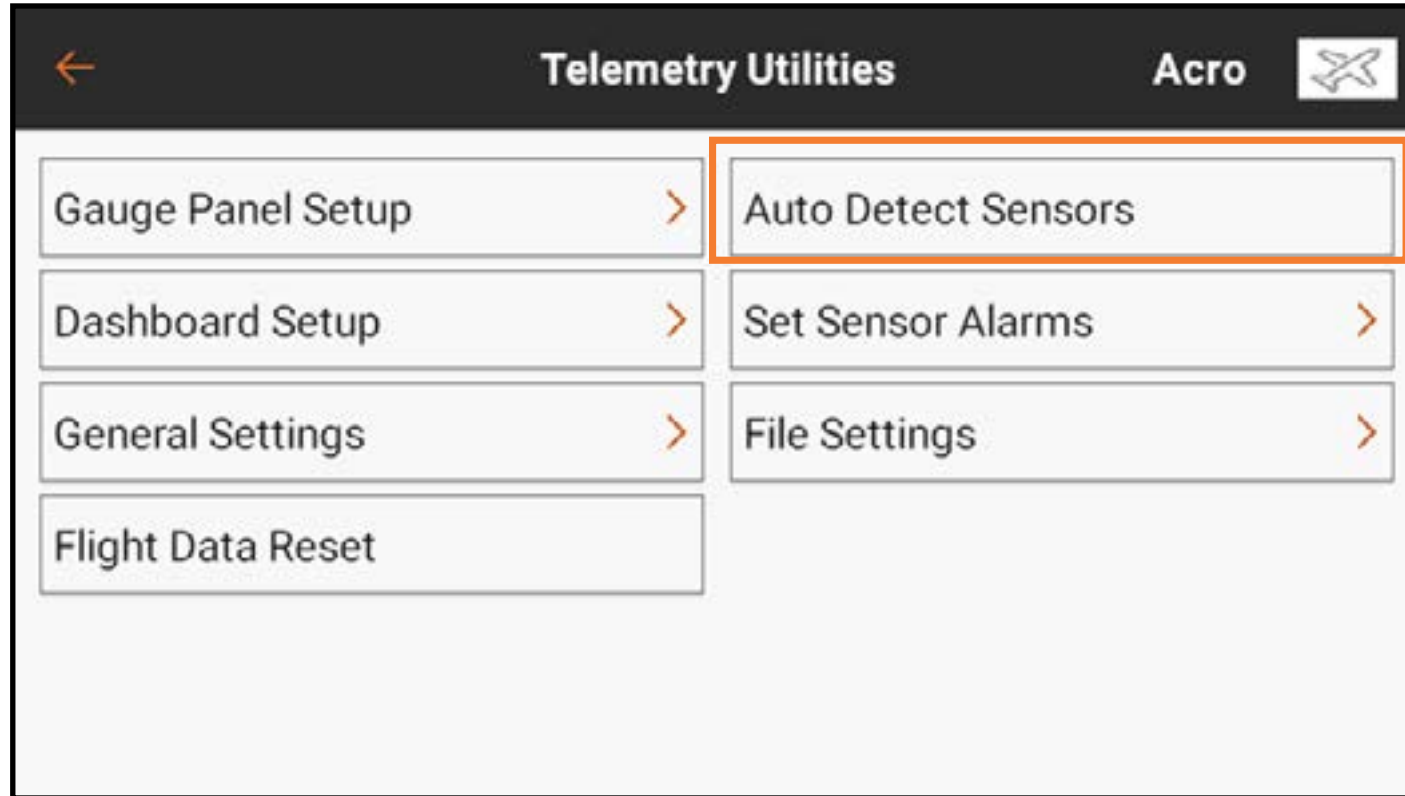 Telemetry Utilities Acro
Gauge Panel Setup
Auto Detect Sensors
Dashboard Setup
Set Sensor Alarms
General Settings
File Settings
Flight Data Reset